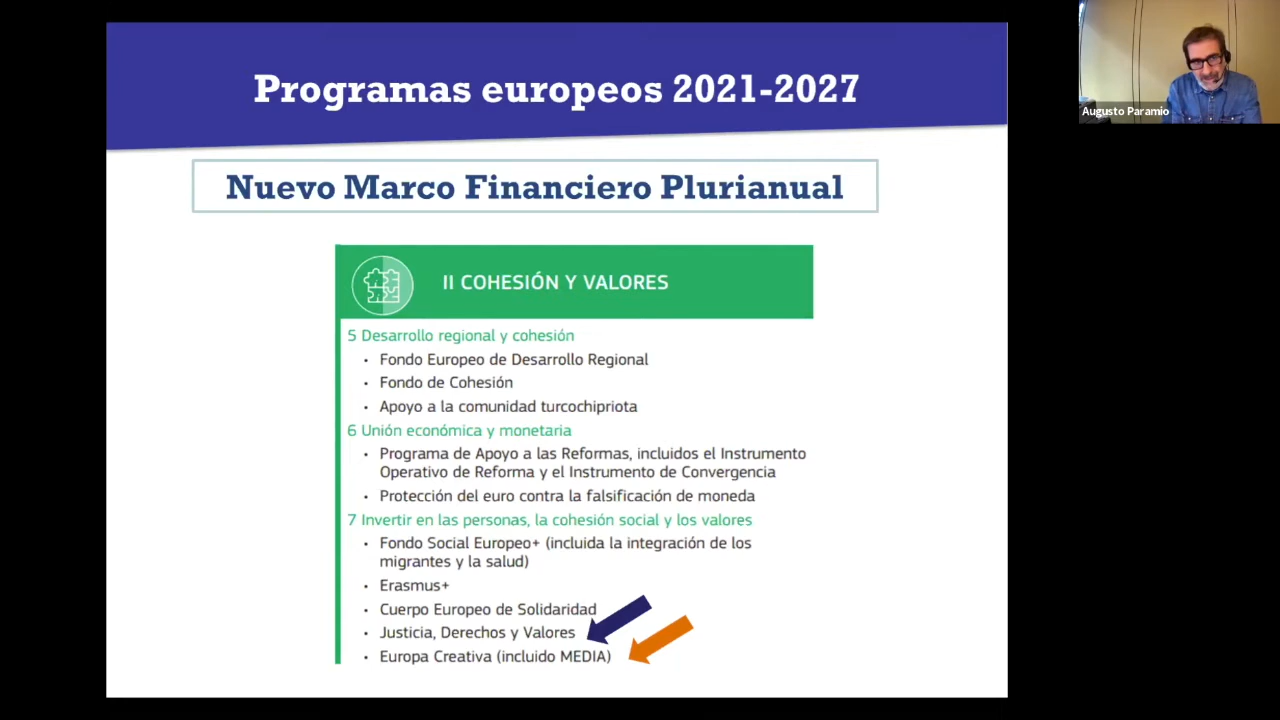 Programas europeos 2021-2027
Augusto Paramio
Nuevo Marco Financiero Plurianual
II COHESIÓN Y VALORES
5 Desarrollo regional y cohesión
• Fondo Europeo de Desarrollo Regional
• Fondo de Cohesión
• Apoyo a la comunidad turcochipriota
6 Unión económica y monetaria
• Programa de Apoyo a las Reformas, incluidos el Instrumento
Operativo de Reforma y el Instrumento de Convergencia
• Protección del euro contra la falsificación de moneda
7 Invertir en las personas, la cohesión social y los valores
• Fondo Social Europeo+ (incluida la integración de los
migrantes y la salud)
• Erasmus+
• Cuerpo Europeo de Solidaridad
• Justicia, Derechos y Valores
• Europa Creativa (incluido MEDIA)